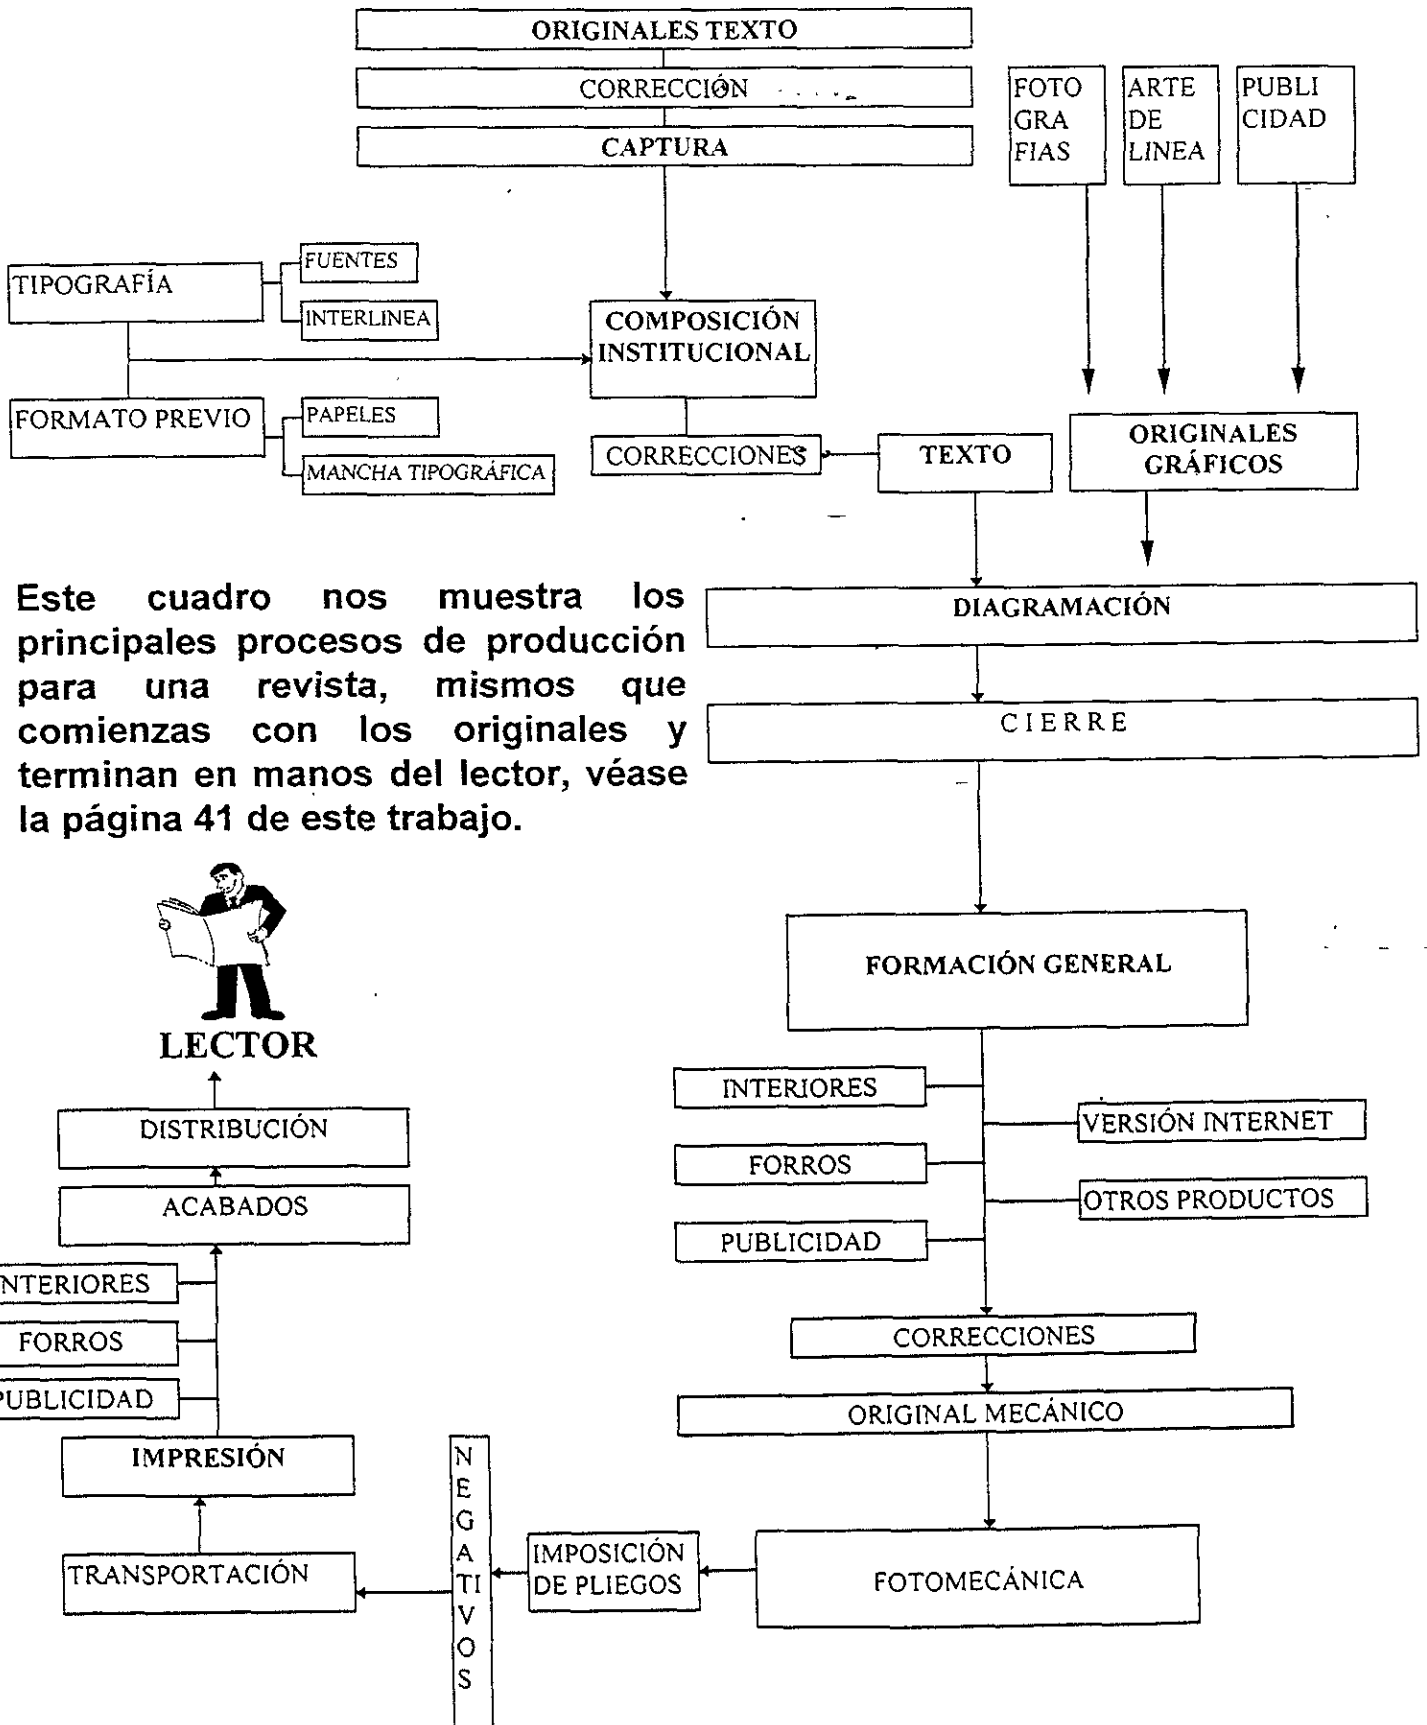 ORIGINALES TEXTO
CORRECCIÓN
CAPTURA
FOTO
GRA
FIAS
ARTE
DE
LINEA
PUBLI
CIDAD
TIPOGRAFÍA
FUENTES
INTERLINEA
FORMATO PREVIO
PAPELES
MANCHA TIPOGRÁFICA
COMPOSICIÓN
INSTITUCIONAL
CORRECCIONES
TEXTO
ORIGINALES
GRÁFICOS
Este cuadro nos muestra los
principales procesos de producción
para una revista, mismos que
comienzas con los originales y
terminan en manos del lector, véase
la página 41 de este trabajo.
DIAGRAMACIÓN
CIERRE
FORMACIÓN GENERAL
INTERIORES
FORROS
PUBLICIDAD
VERSIÓN INTERNET
OTROS PRODUCTOS
CORRECCIONES
ORIGINAL MECÁNICO
FOTOMECÁNICA
IMPOSICIÓN
DE PLIEGOS
N
E
G
A
TI
V
O
S
TRANSPORTACIÓN
IMPRESIÓN
PUBLICIDAD
FORROS
INTERIORES
ACABADOS
DISTRIBUCIÓN
LECTOR